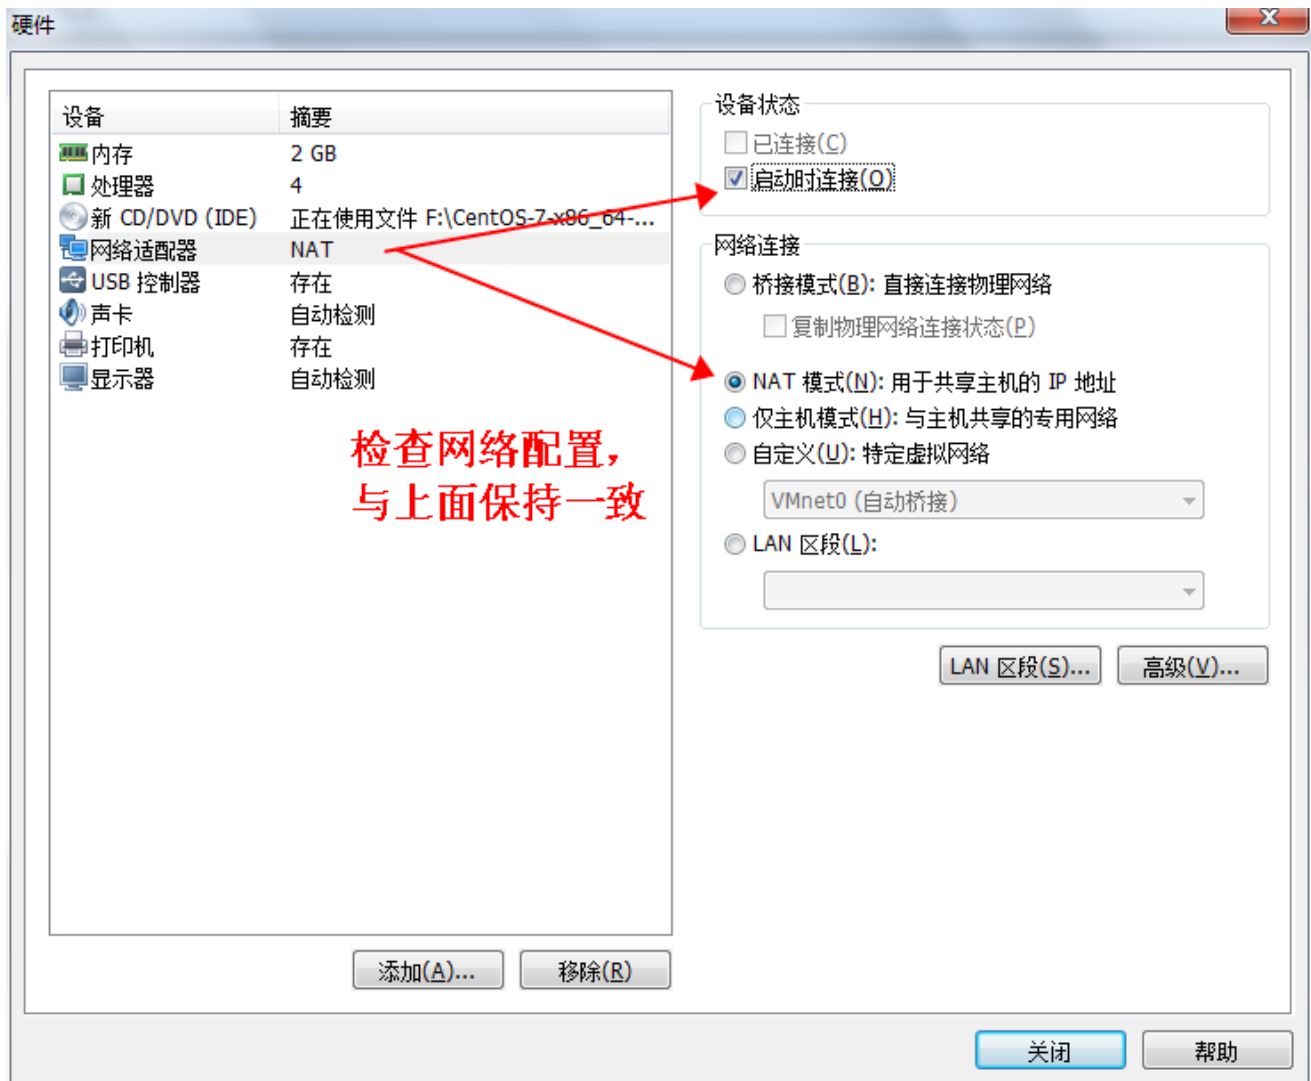 硬件
设备 摘要
内存 2 GB
处理器 4
新 CD/DVD (IDE) 正在使用文件 F:\CentOS-7-x86_64-...
网络适配器 NAT
USB 控制器 存在
声卡 自动检测
打印机 存在
显示器 自动检测
检查网络配置，
与上面保持一致
添加(A)... 移除(R)
设备状态
已连接(C)
启动时连接(O)
网络连接
桥接模式(B): 直接连接物理网络
复制物理网络连接状态(P)
NAT 模式(N): 用于共享主机的 IP 地址
仅主机模式(H): 与主机共享的专用网络
自定义(U): 特定虚拟网络
VMnet0 (自动桥接)
LAN 区段(L):
LAN 区段(S)... 高级(V)...
关闭 帮助